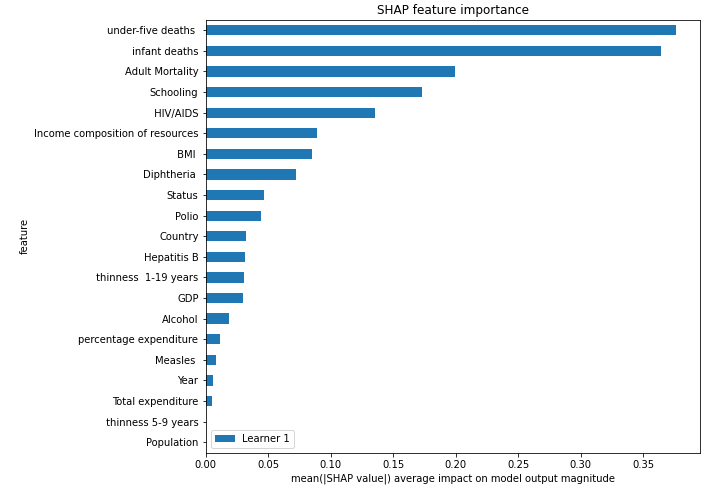 SHAP feature importance
under-five deaths
infant deaths
Adult Mortality
Schooling
HIV/AIDS
Income composition of resources
BMI
Diphtheria
Status
Polio
Country
Hepatitis B
thinness  1-19 years
GDP
Alcohol
percentage expenditure
Measles
Year
Total expenditure
thinness 5-9 years
Population
feature
Learner 1
0.00 0.05 0.10 0.15 0.20 0.25 0.30 0.35
mean(|SHAP value|) average impact on model output magnitude